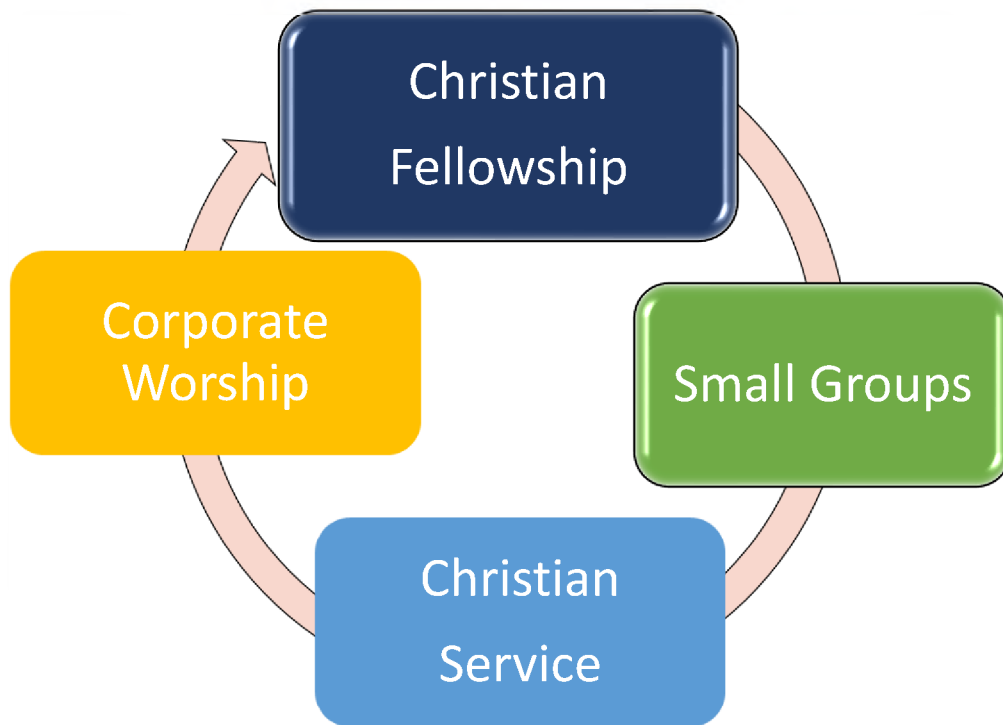 Christian
Fellowship
Small Groups
Christian
Service
Corporate
Worship